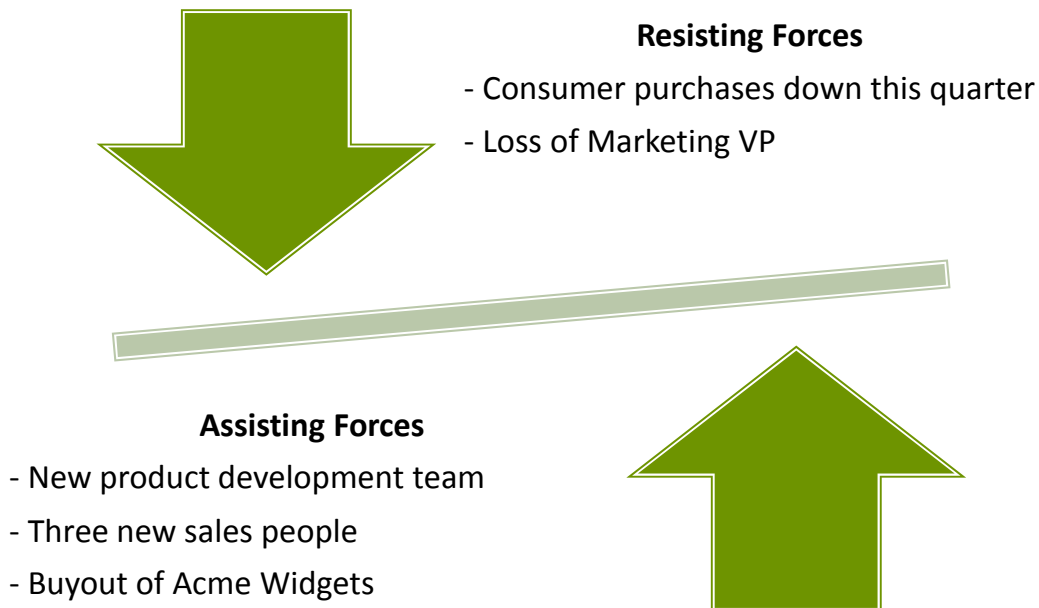 Resisting Forces
- Consumer purchases down this quarter
- Loss of Marketing VP
Assisting Forces
- New product development team
- Three new sales people
- Buyout of Acme Widgets